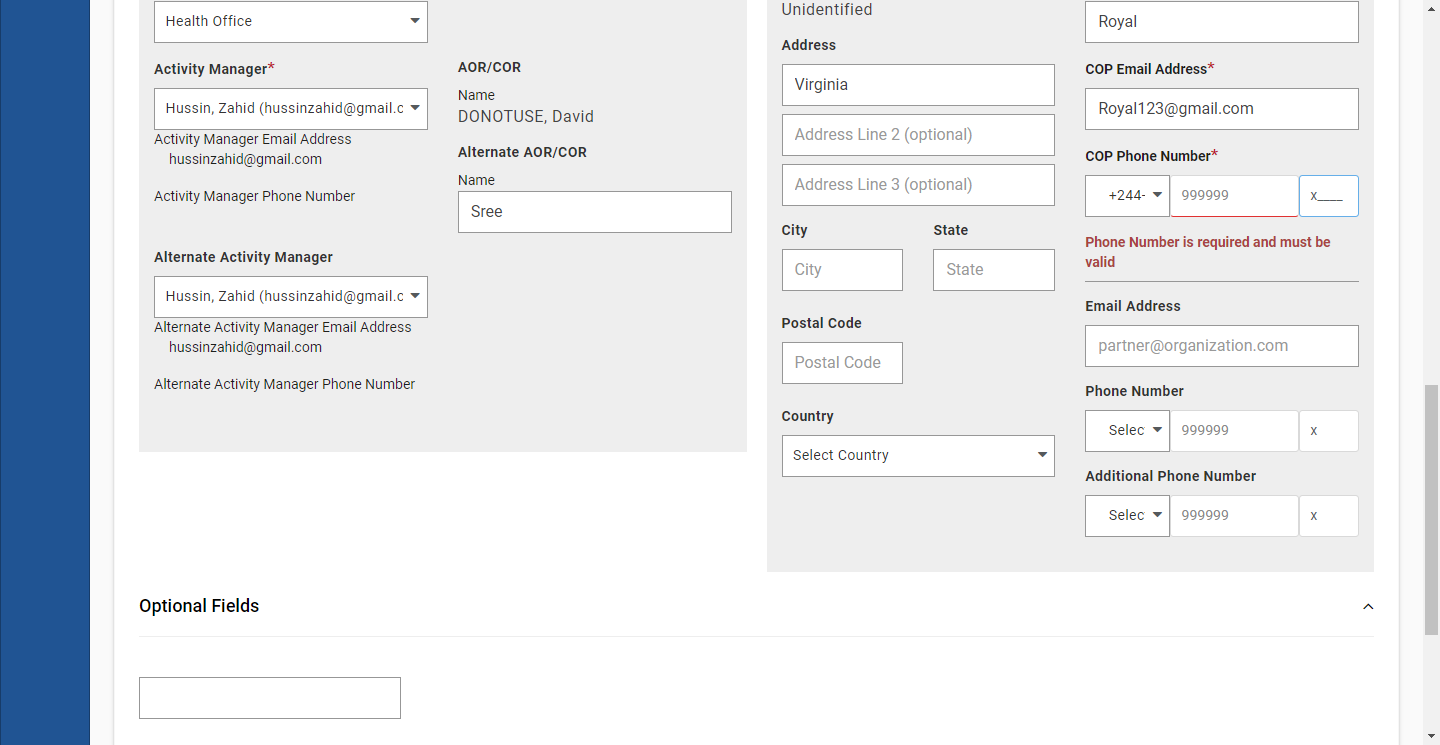 Health Office
Activity Manager*
Hussin, Zahid (hussinzahid@gmail.c
Activity Manager Email Address
hussinzahid@gmail.com
Activity Manager Phone Number
Alternate Activity Manager
Hussin, Zahid (hussinzahid@gmail.c
Alternate Activity Manager Email Address
hussinzahid@gmail.com
Alternate Activity Manager Phone Number
AOR/COR
Name
DONOTUSE, David
Alternate AOR/COR
Name
Sree
Unidentified
Address
Virginia
Address Line 2 (optional)
Address Line 3 (optional)
City State
City State
Postal Code
Postal Code
Country
Select Country
Royal
COP Email Address*
Royal123@gmail.com
COP Phone Number*
+244- 999999 x____
Phone Number is required and must be
valid
Email Address
partner@organization.com
Phone Number
Selec 999999 x
Additional Phone Number
Selec 999999 x
Optional Fields